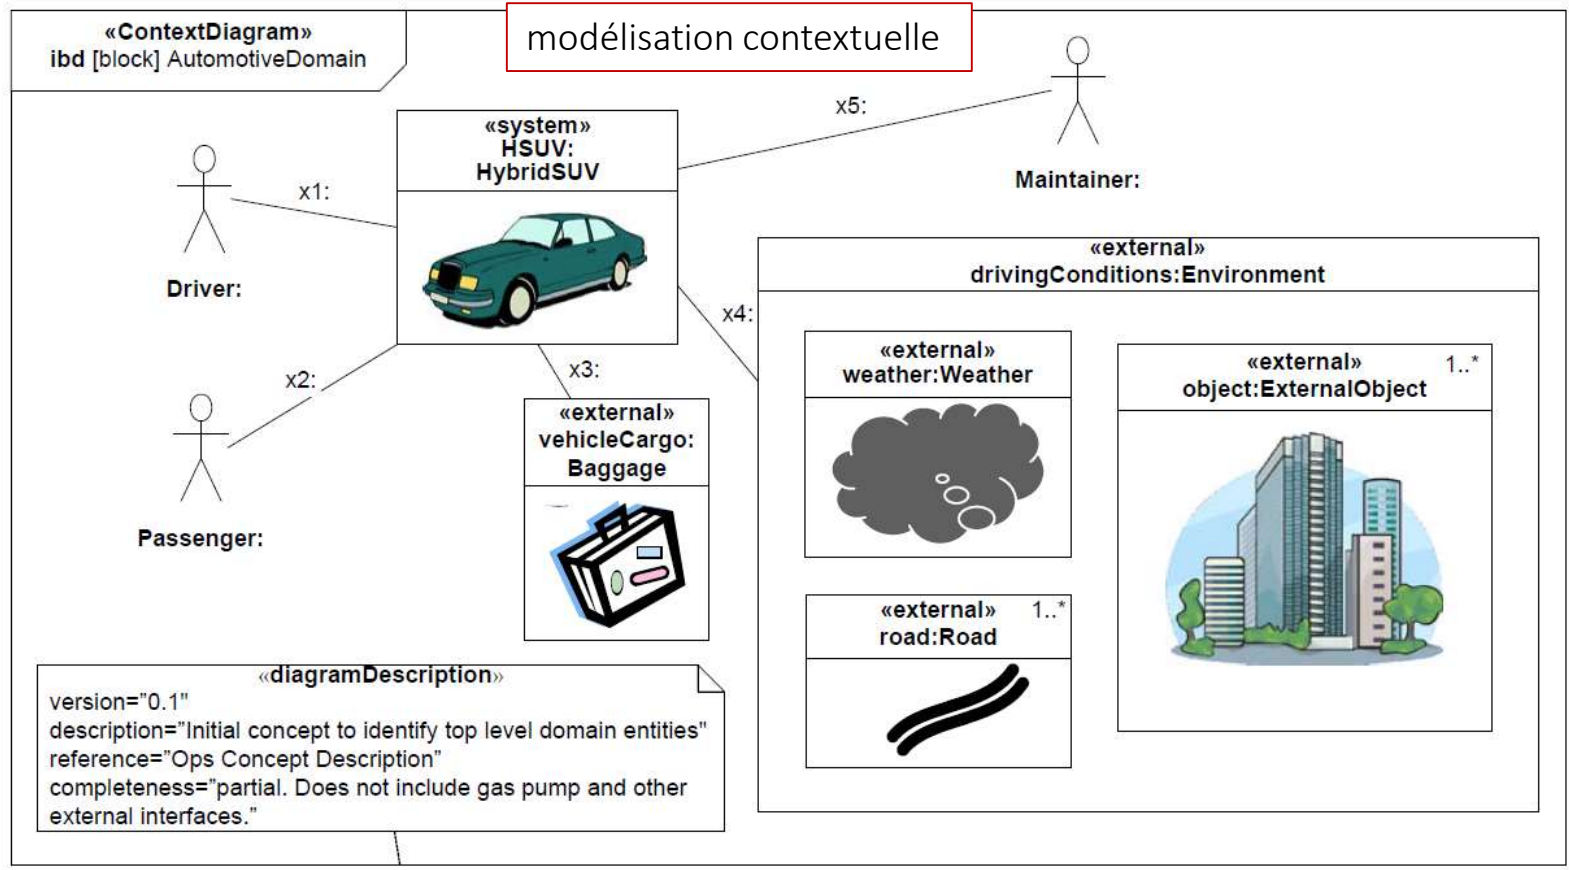 «ContextDiagram»
ibd [block] AutomotiveDomain
modélisation contextuelle
«system»
HSUV:
HybridSUV
x1:
Driver:
x2:
Passenger:
x3:
«external»
vehicleCargo:
Baggage
x4:
x5:
Maintainer:
«external»
drivingConditions:Environment
«external»
weather:Weather
«external» 1..*
object:ExternalObject
«external» 1..*
road:Road
«diagramDescription»
version=”0.1"
description=”Initial concept to identify top level domain entities"
reference=”Ops Concept Description”
completeness=”partial. Does not include gas pump and other
external interfaces.”